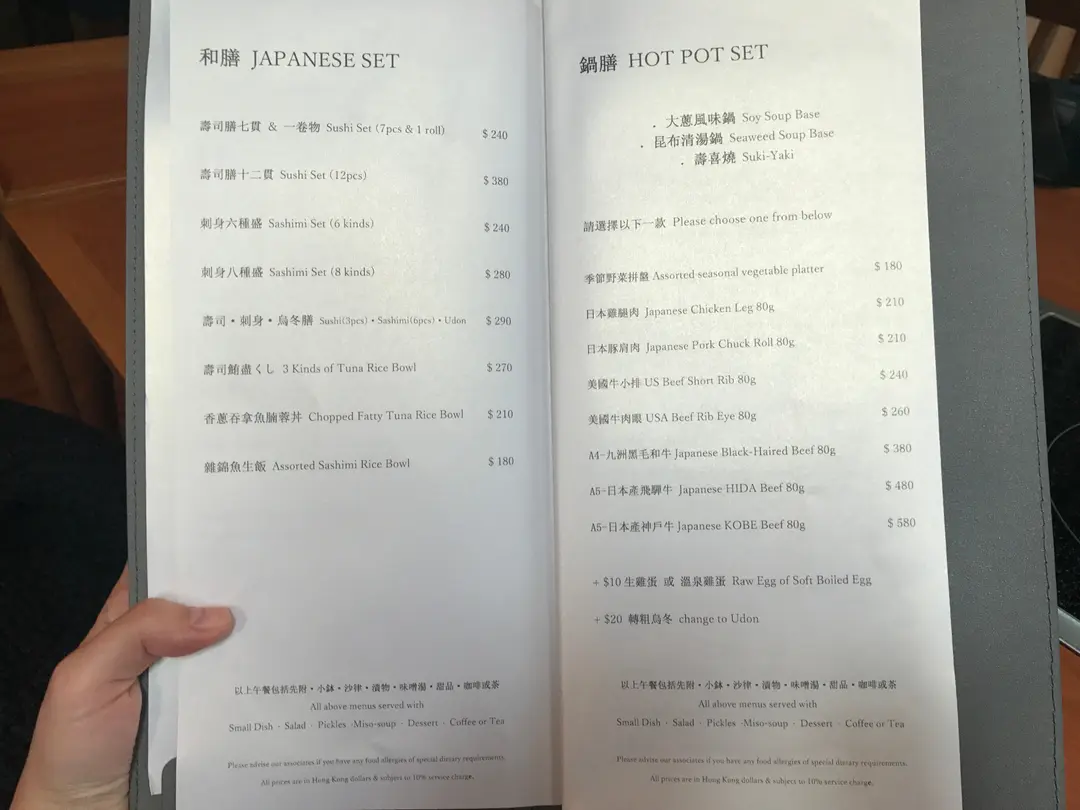 和膳 JAPANESE SET
壽司膳七貫 & 一卷物 Sushi Set (7pcs & 1 roll) $ 240
壽司膳十二貫 Sushi Set (12pcs) $ 380
刺身六種盛 Sashimi Set (6 kinds) $ 240
刺身八種盛 Sashimi Set (8 kinds) $ 280
壽司・刺身・烏冬膳 Sushi(3pcs)・Sashimi(6pcs)・Udon $ 290
壽司鮪盡くし 3 Kinds of Tuna Rice Bowl $ 270
香蔥吞拿魚腩蓉丼 Chopped Fatty Tuna Rice Bowl $ 210
雜錦魚生飯 Assorted Sashimi Rice Bowl $ 180
以上午餐包括先附・小鉢・沙律・漬物・味噌湯・甜品・咖啡或茶
All above menus served with
Small Dish · Salad · Pickles ·Miso-soup · Dessert · Coffee or Tea
Please advise our associates if you have any food allergies of special dietary requirements.
All prices are in Hong Kong dollars & subject to 10% service charge.
鍋膳 HOT POT SET
. 大蔥風味鍋 Soy Soup Base
. 昆布清湯鍋 Seaweed Soup Base
. 壽喜燒 Suki-Yaki
請選擇以下一款 Please choose one from below
季節野菜拼盤 Assorted seasonal vegetable platter $ 180
日本雞腿肉 Japanese Chicken Leg 80g $ 210
日本豚肩肉 Japanese Pork Chuck Roll 80g $ 210
美國牛小排 US Beef Short Rib 80g $ 240
美國牛肉眼 USA Beef Rib Eye 80g $ 260
A4-九洲黑毛和牛 Japanese Black-Haired Beef 80g $ 380
A5-日本產飛驒牛 Japanese HIDA Beef 80g $ 480
A5-日本產神戶牛 Japanese KOBE Beef 80g $ 580
+ $10 生雞蛋 或 溫泉雞蛋 Raw Egg of Soft Boiled Egg
+ $20 轉粗烏冬 change to Udon
以上午餐包括先附・小鉢・沙律・漬物・味噌湯・甜品・咖啡或茶
All above menus served with
Small Dish · Salad · Pickles ·Miso-soup · Dessert · Coffee or Tea
Please advise our associates if you have any food allergies of special dietary requirements.
All prices are in Hong Kong dollars & subject to 10% service charge.